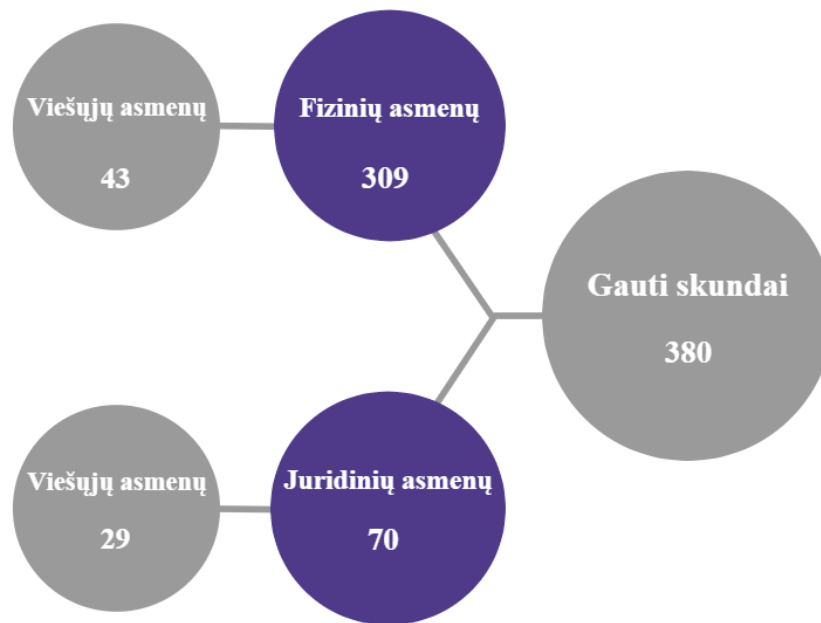 Viešųjų asmenų
43
Fizinių asmenų
309
Gauti skundai
380
Viešųjų asmenų
29
Juridinių asmenų
70